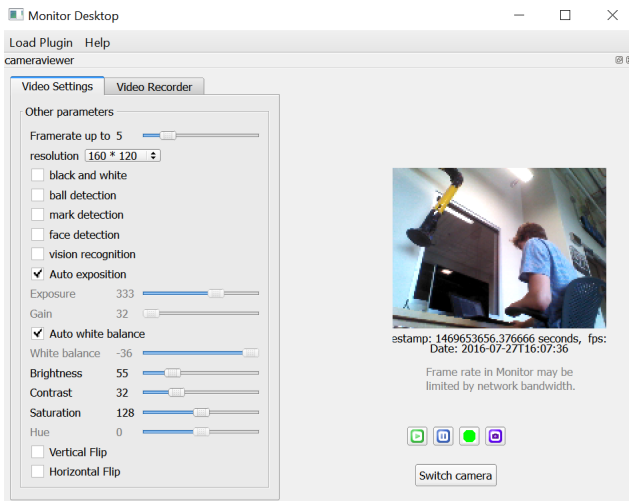 Monitor Desktop
Load Plugin Help
cameraviewer
Video Settings Video Recorder
Other parameters
Framerate up to 5
resolution 160 * 120
black and white
ball detection
mark detection
face detection
vision recognition
Auto exposition
Exposure 333
Gain 32
Auto white balance
White balance -36
Brightness 55
Contrast 32
Saturation 128
Hue 0
Vertical Flip
Horizontal Flip
estamp: 1469653656.376666 seconds, fps:
Date: 2016-07-27T16:07:36
Frame rate in Monitor may be
limited by network bandwidth.
Switch camera